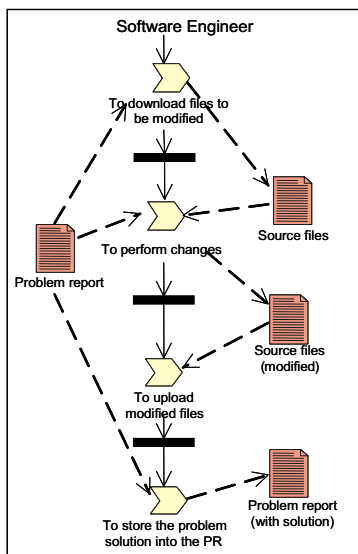 Software Engineer
To download files to
be modified
Source files
To perform changes
Problem report
Source files
(modified)
To upload
modified files
Problem report
(with solution)
To store the problem
solution into the PR